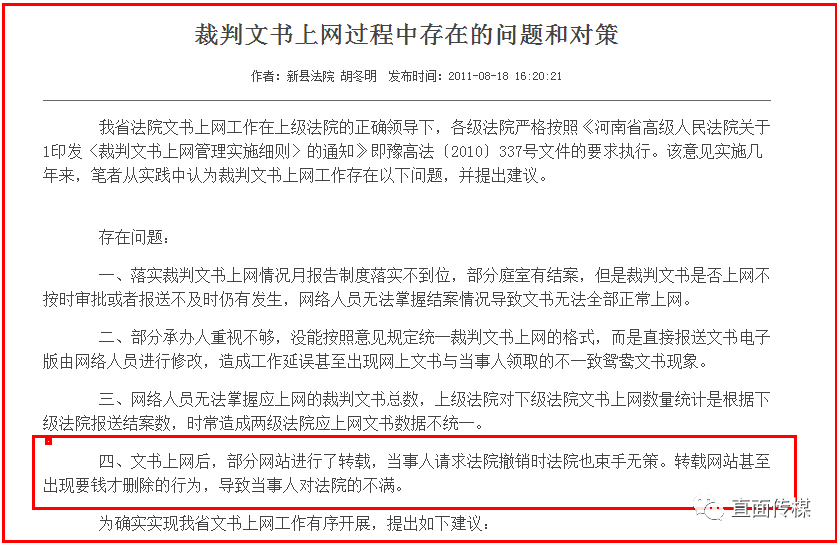 裁判文书上网过程中存在的问题和对策
作者：新县法院 胡冬明 发布时间：2011-08-18 16:20:21
我省法院文书上网工作在上级法院的正确领导下，各级法院严格按照《河南省高级人民法院关于
1印发〈裁判文书上网管理实施细则〉的通知》即豫高法〔2010〕337号文件的要求执行。该意见实施几
年来，笔者从实践中认为裁判文书上网工作存在以下问题，并提出建议。
存在问题：
一、落实裁判文书上网情况月报告制度落实不到位，部分庭室有结案，但是裁判文书是否上网不
按时审批或者报送不及时仍有发生，网络人员无法掌握结案情况导致文书无法全部正常上网。
二、部分承办人重视不够，没能按照意见规定统一裁判文书上网的格式，而是直接报送文书电子
版由网络人员进行修改，造成工作延误甚至出现网上文书与当事人领取的不一致鸳鸯文书现象。
三、网络人员无法掌握应上网的裁判文书总数，上级法院对下级法院文书上网数量统计是根据下
级法院报送结案数，时常造成两级法院应上网文书数据不统一。
四、文书上网后，部分网站进行了转载，当事人请求法院撤销时法院也束手无策。转载网站甚至
出现要钱才删除的行为，导致当事人对法院的不满。
为确实实现我省文书上网工作有序开展，提出如下建议：
直面传媒